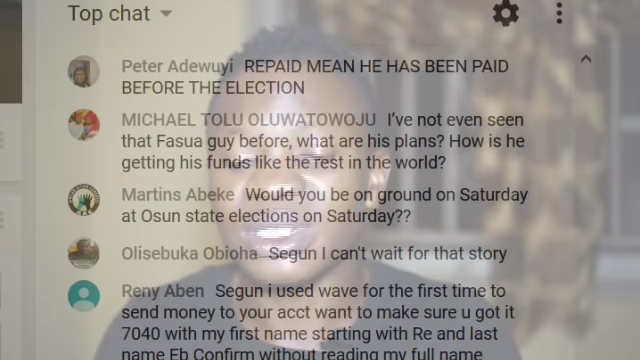 Top chat
Peter Adewuyi REPAID MEAN HE HAS BEEN PAID
BEFORE THE ELECTION
MICHAEL TOLU OLUWATOWOJU I've not even seen
that Fasua guy before, what are his plans? How is he
getting his funds like the rest in the world?
Martins Abeke Would you be on ground on Saturday
at Osun state elections on Saturday??
Olisebuka Obioha Segun I can't wait for that story
Reny Aben Segun i used wave for the first time to
send money to your acct want to make sure u got it
7040 with my first name starting with Re and last
name Eb Confirm without reading my full name